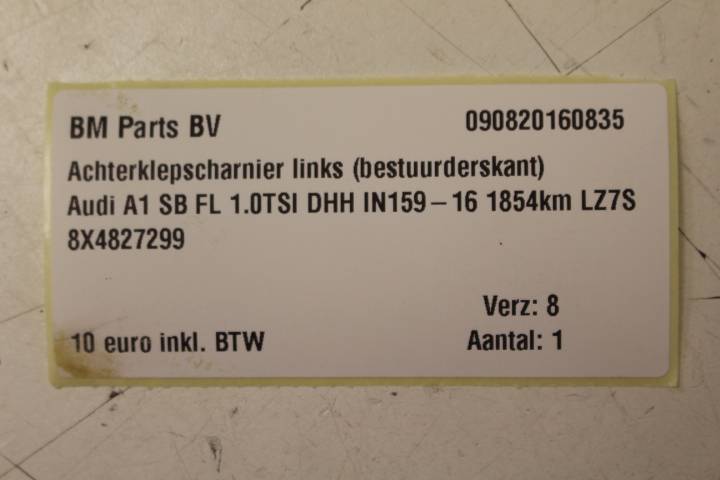 BM Parts BV 090820160835
Achterklepscharnier links (bestuurderskant)
Audi A1 SB FL 1.0TSI DHH IN159-16 1854km LZ7S
8X4827299
Verz: 8
10 euro inkl. BTW Aantal: 1